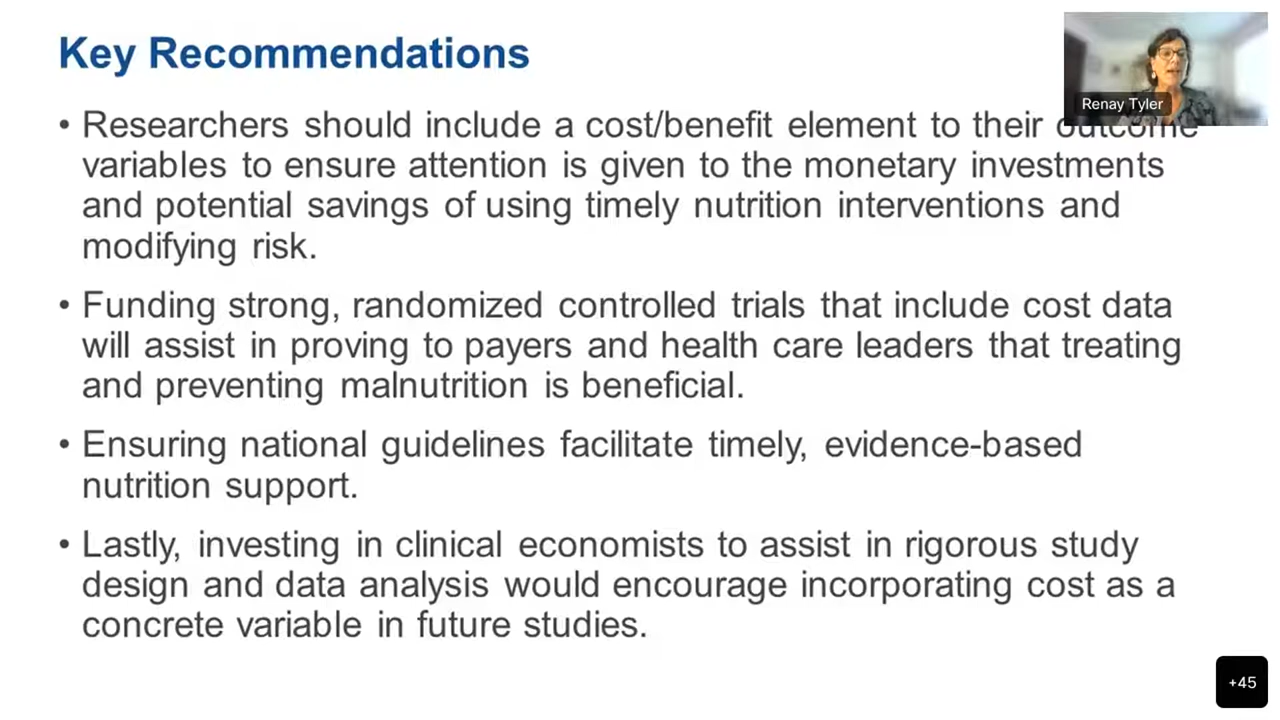 Key Recommendations
Renay Tyler
• Researchers should include a cost/benefit element to their outcome
variables to ensure attention is given to the monetary investments
and potential savings of using timely nutrition interventions and
modifying risk.
• Funding strong, randomized controlled trials that include cost data
will assist in proving to payers and health care leaders that treating
and preventing malnutrition is beneficial.
• Ensuring national guidelines facilitate timely, evidence-based
nutrition support.
• Lastly, investing in clinical economists to assist in rigorous study
design and data analysis would encourage incorporating cost as a
concrete variable in future studies.
+45